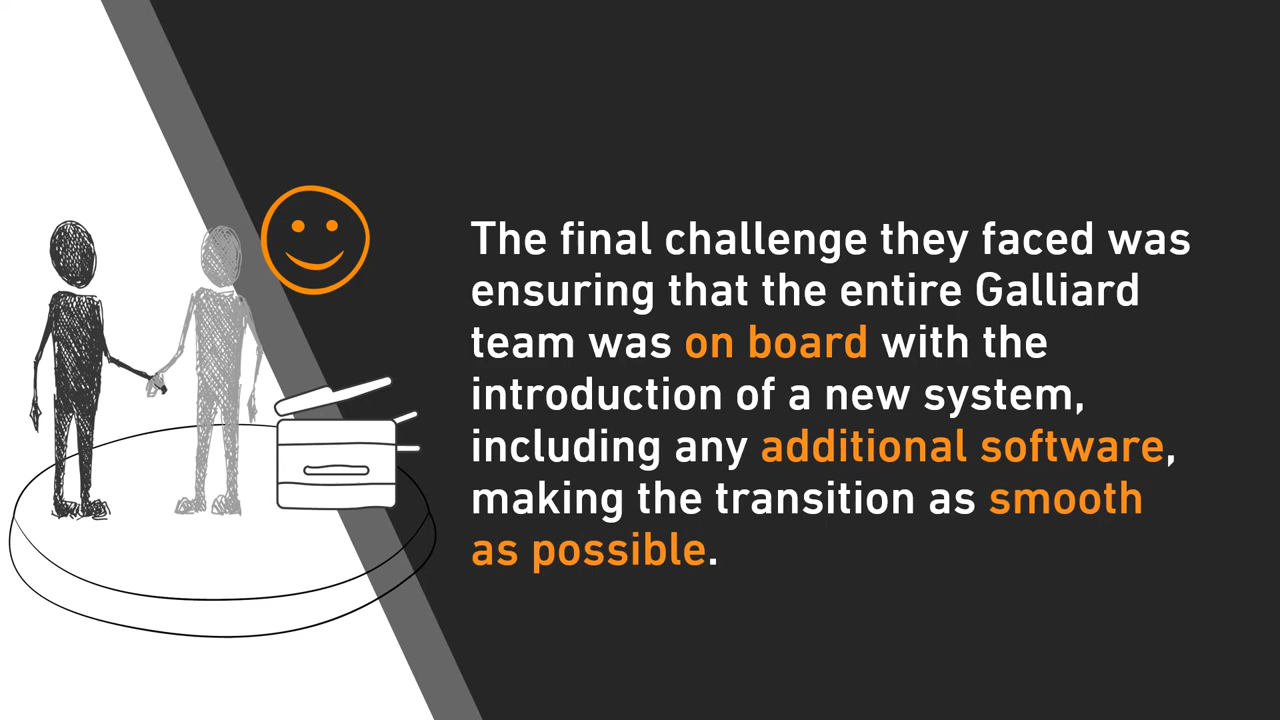 The final challenge they faced was
ensuring that the entire Galliard
team was on board with the
introduction of a new system,
including any additional software,
making the transition as smooth
as possible.